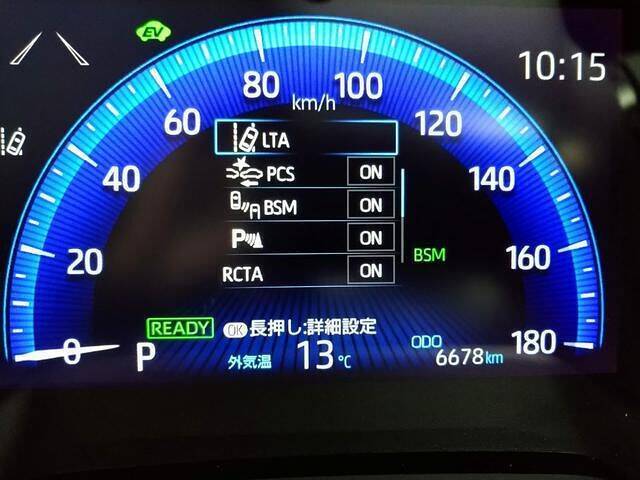 EV
10:15
0
20
40
60
80
100
120
140
160
180
km/h
LTA
PCS ON
BSM ON
P ON
RCTA ON
BSM
READY
OK 長押し:詳細設定
P
外気温 13℃
ODO
6678km